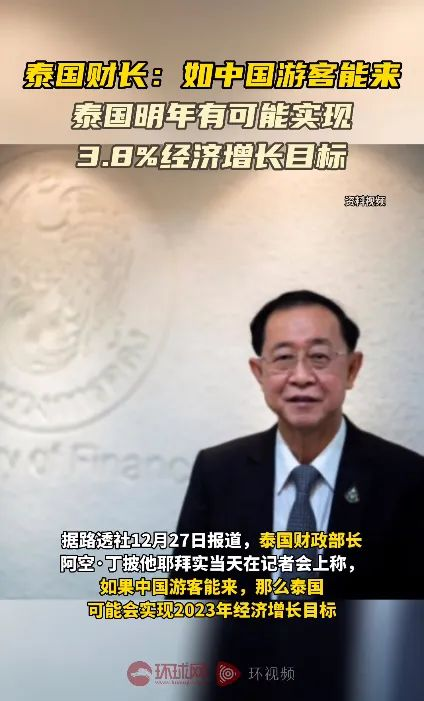 泰国财长：如中国游客能来
泰国明年有可能实现
3.8%经济增长目标
资料视频
ry of Financ
据路透社12月27日报道，泰国财政部长
阿空·丁披他耶拜实当天在记者会上称，
如果中国游客能来，那么泰国
可能会实现2023年经济增长目标
环球网 环视频